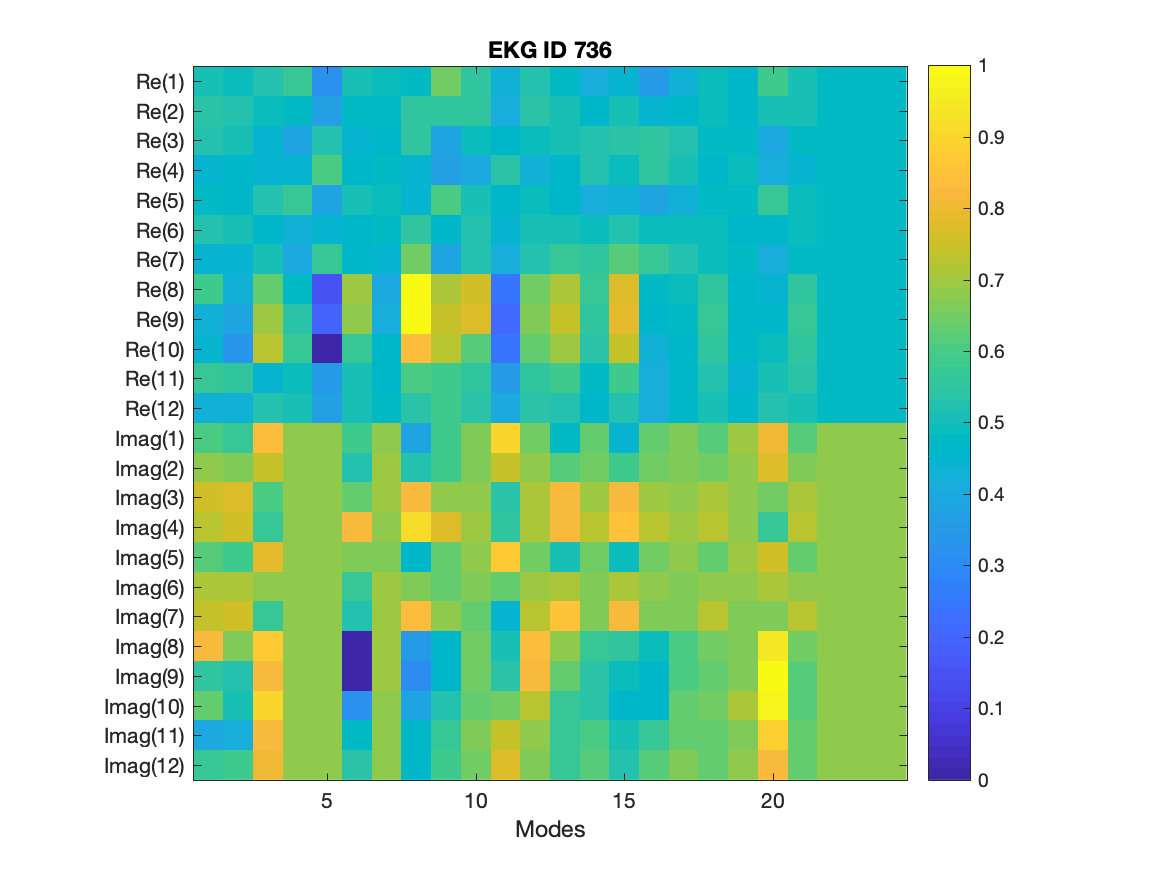 EKG ID 736
Re(1)
Re(2)
Re(3)
Re(4)
Re(5)
Re(6)
Re(7)
Re(8)
Re(9)
Re(10)
Re(11)
Re(12)
Imag(1)
Imag(2)
Imag(3)
Imag(4)
Imag(5)
Imag(6)
Imag(7)
Imag(8)
Imag(9)
Imag(10)
Imag(11)
Imag(12)
5 10 15 20
Modes
1
0.9
0.8
0.7
0.6
0.5
0.4
0.3
0.2
0.1
0